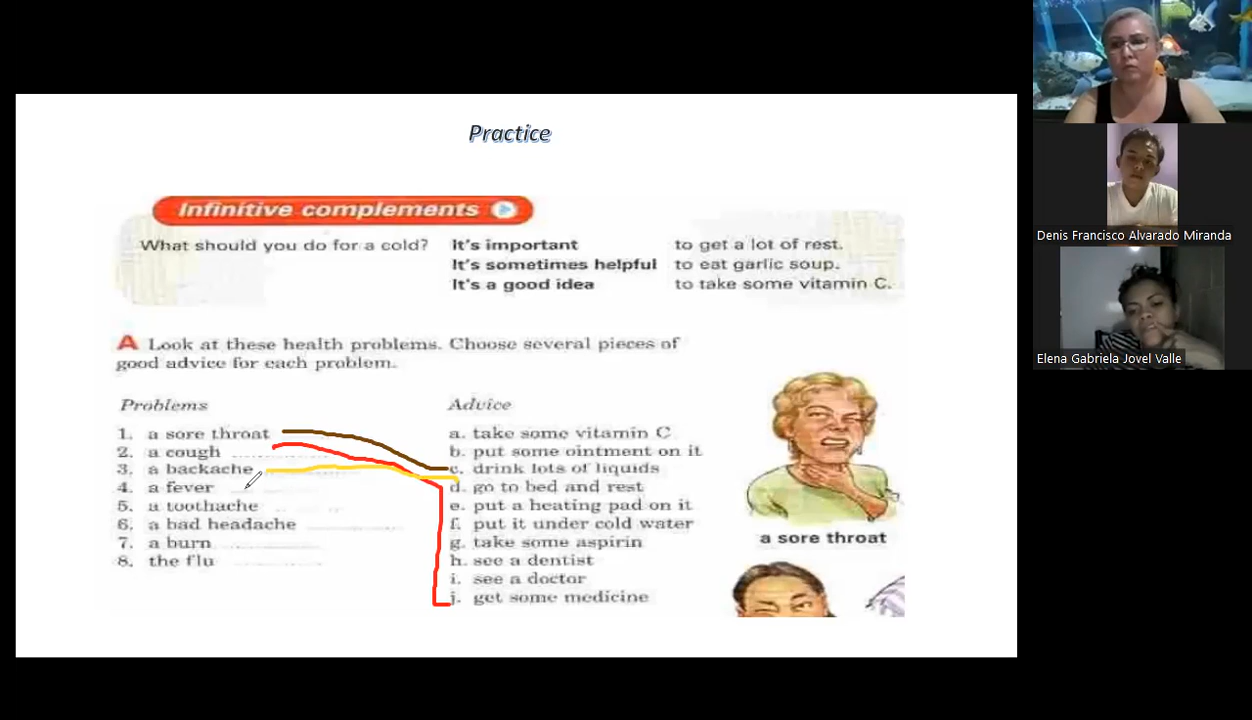 Practice
Infinitive complements
What should you do for a cold? It's important to get a lot of rest.
It's sometimes helpful to eat garlic soup.
It's a good idea to take some vitamin C.
A Look at these health problems. Choose several pieces of
good advice for each problem.
Problems
1. a sore throat
2. a cough
3. a backache
4. a fever
5. a toothache
6. a bad headache
7. a burn
8. the flu
Advice
a. take some vitamin C
b. put some ointment on it
c. drink lots of liquids
d. go to bed and rest
e. put a heating pad on it
f. put it under cold water
g. take some aspirin
h. see a dentist
i. see a doctor
j. get some medicine
a sore throat
Denis Francisco Alvarado Miranda
Elena Gabriela Jovel Valle